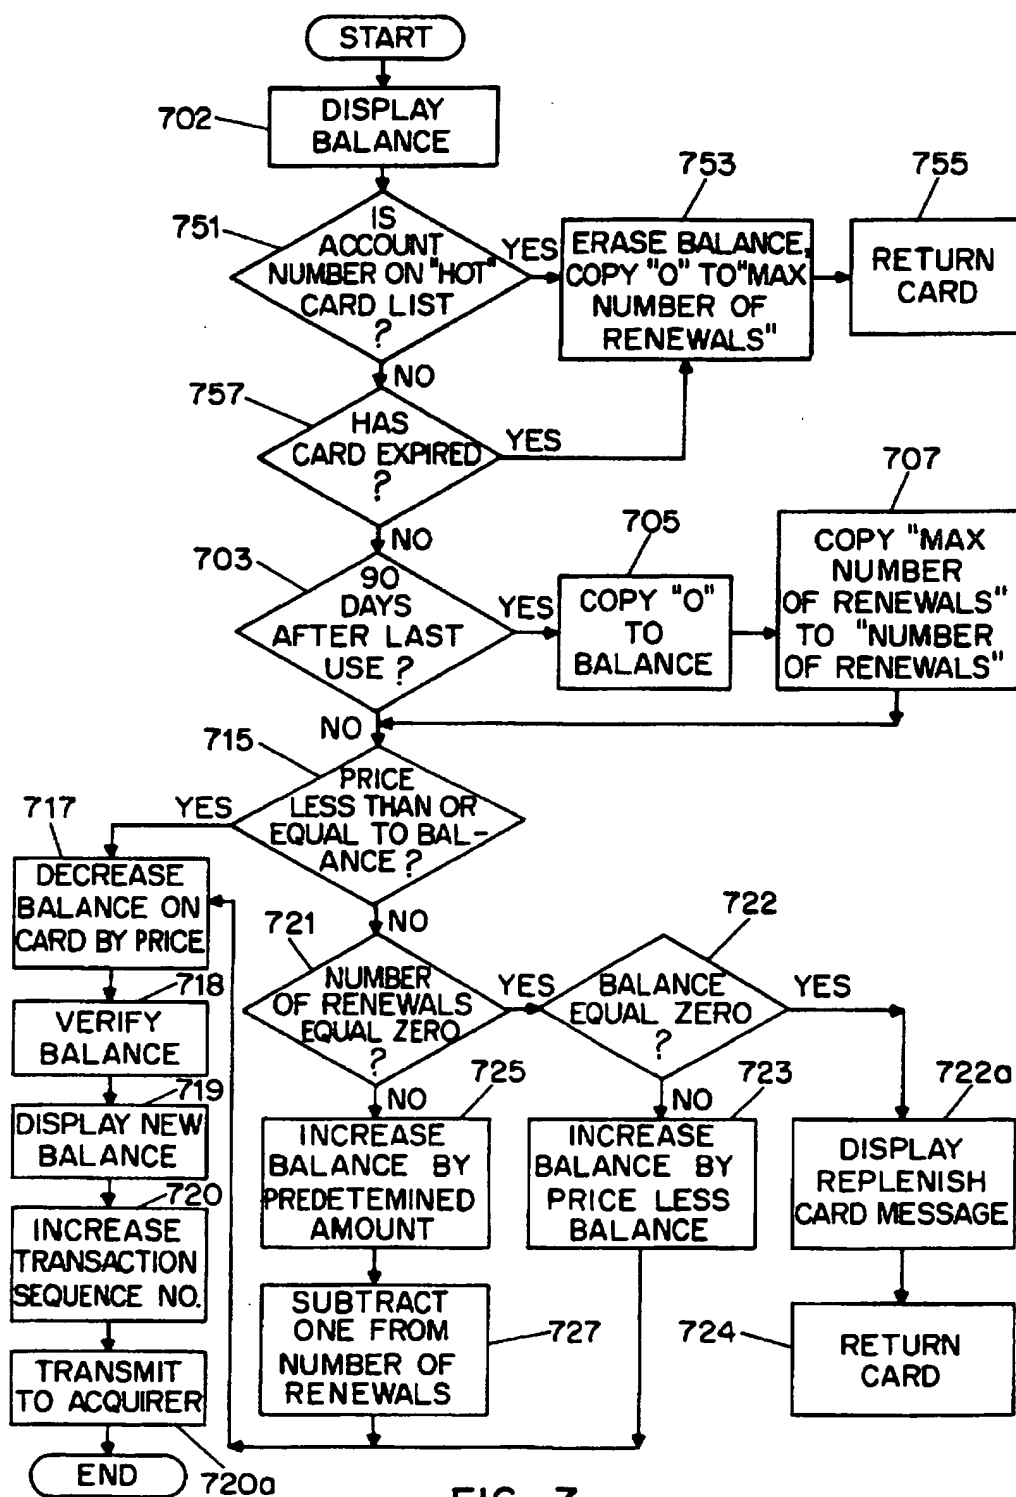 START
702
DISPLAY
BALANCE
751
IS
ACCOUNT
NUMBER ON "HOT"
CARD LIST
?
YES
753
ERASE BALANCE,
COPY "0" TO "MAX
NUMBER OF
RENEWALS"
755
RETURN
CARD
NO
757
HAS
CARD EXPIRED
?
YES
NO
703
90
DAYS
AFTER LAST
USE ?
YES
705
COPY "0"
TO
BALANCE
707
COPY "MAX
NUMBER
OF RENEWALS"
TO "NUMBER
OF RENEWALS"
NO
715
PRICE
LESS THAN OR
EQUAL TO BAL-
ANCE ?
YES
717
DECREASE
BALANCE ON
CARD BY PRICE
718
VERIFY
BALANCE
719
DISPLAY NEW
BALANCE
720
INCREASE
TRANSACTION
SEQUENCE NO.
TRANSMIT
TO ACQUIRER
720a
END
NO
721
NUMBER
OF RENEWALS
EQUAL ZERO
?
YES
722
BALANCE
EQUAL ZERO
?
YES
NO
725
INCREASE
BALANCE BY
PREDETEMINED
AMOUNT
SUBTRACT
ONE FROM
NUMBER OF
RENEWALS
727
NO
723
INCREASE
BALANCE BY
PRICE LESS
BALANCE
722a
DISPLAY
REPLENISH
CARD MESSAGE
724
RETURN
CARD